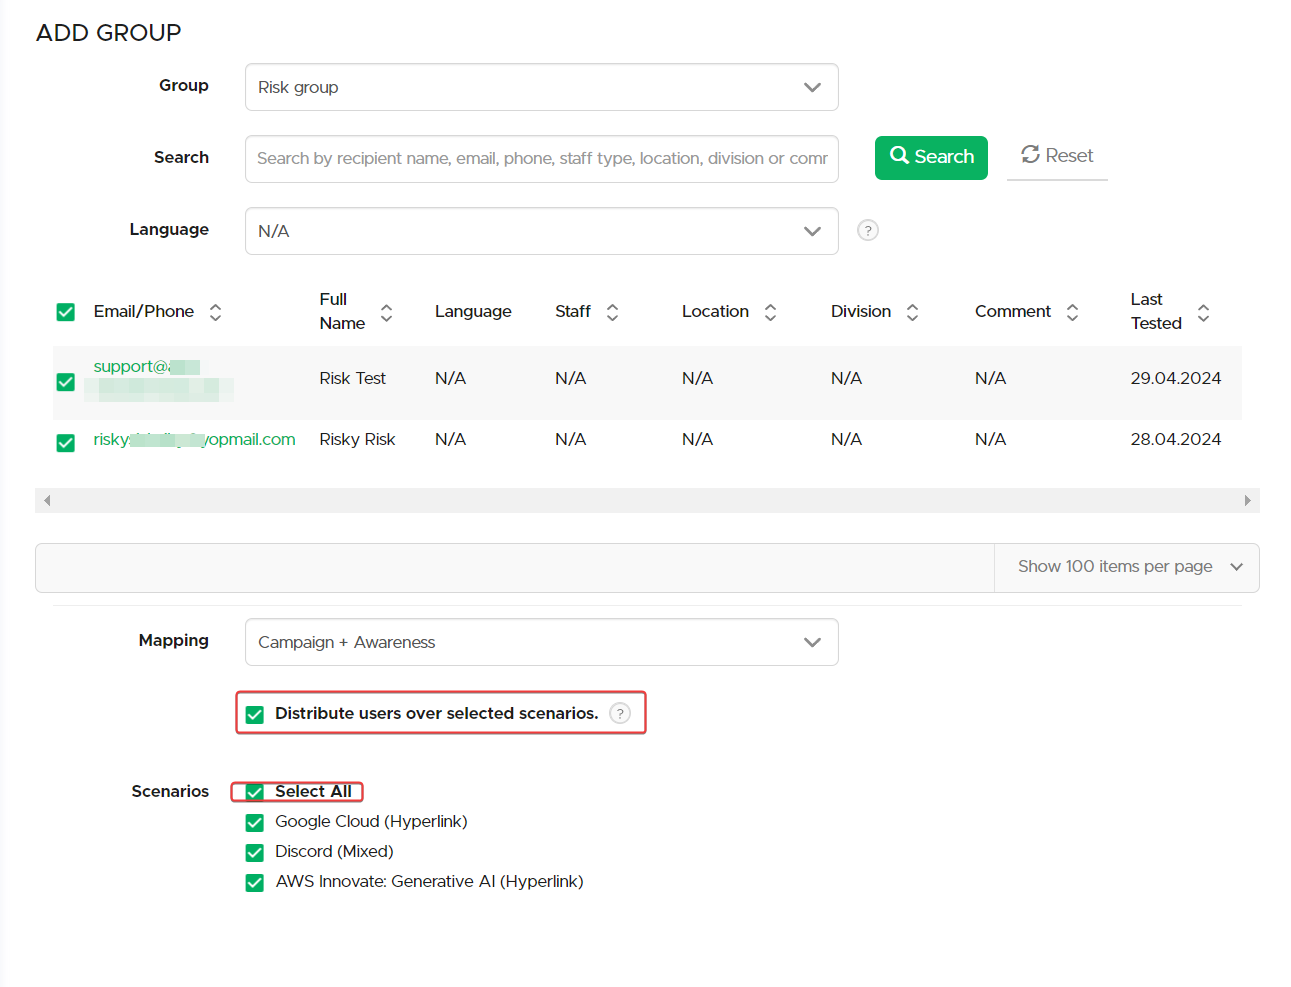 ADD GROUP
Group Risk group
Search Search by recipient name, email, phone, staff type, location, division or comr Search Reset
Language N/A ?
Email/Phone Full Name Language Staff Location Division Comment Last Tested
support@
Risk Test N/A N/A N/A N/A N/A 29.04.2024
risky yopmail.com Risky Risk N/A N/A N/A N/A N/A 28.04.2024
Show 100 items per page
Mapping Campaign + Awareness
Distribute users over selected scenarios. ?
Scenarios Select All
Google Cloud (Hyperlink)
Discord (Mixed)
AWS Innovate: Generative AI (Hyperlink)